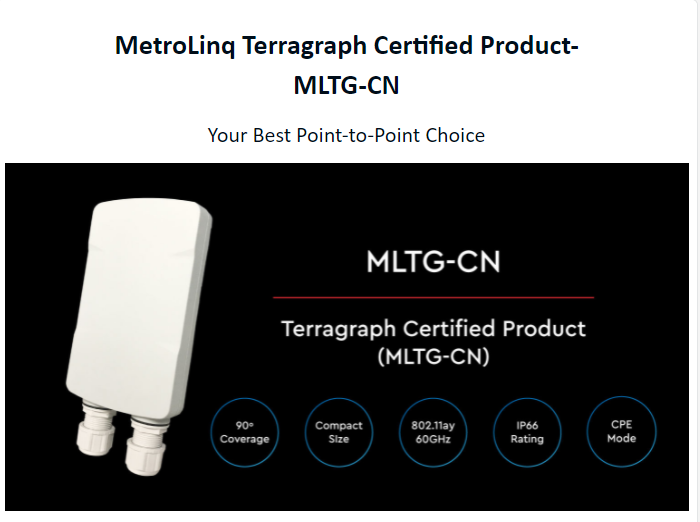 MetroLinq Terragraph Certified Product-
MLTG-CN
Your Best Point-to-Point Choice
MLTG-CN
Terragraph Certified Product
(MLTG-CN)
90º
Coverage
Compact
Size
802.11ay
60GHz
IP66
Rating
CPE
Mode